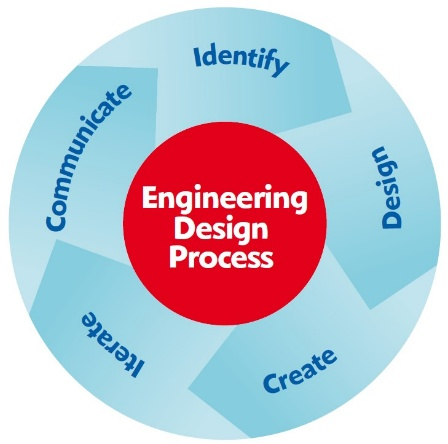 Engineering
Design
Process
Identify
Design
Create
Iterate
Communicate